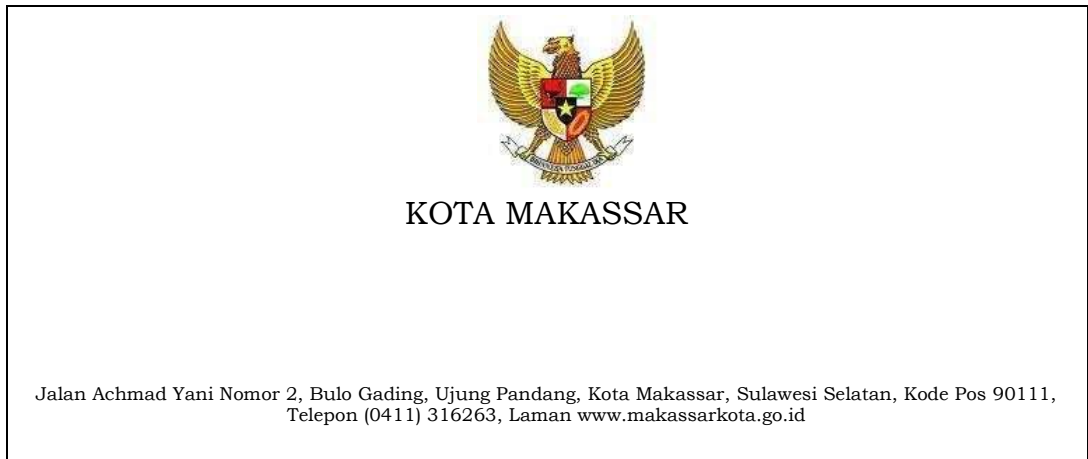 KOTA MAKASSAR
Jalan Achmad Yani Nomor 2, Bulo Gading, Ujung Pandang, Kota Makassar, Sulawesi Selatan, Kode Pos 90111,
Telepon (0411) 316263, Laman www.makassarkota.go.id